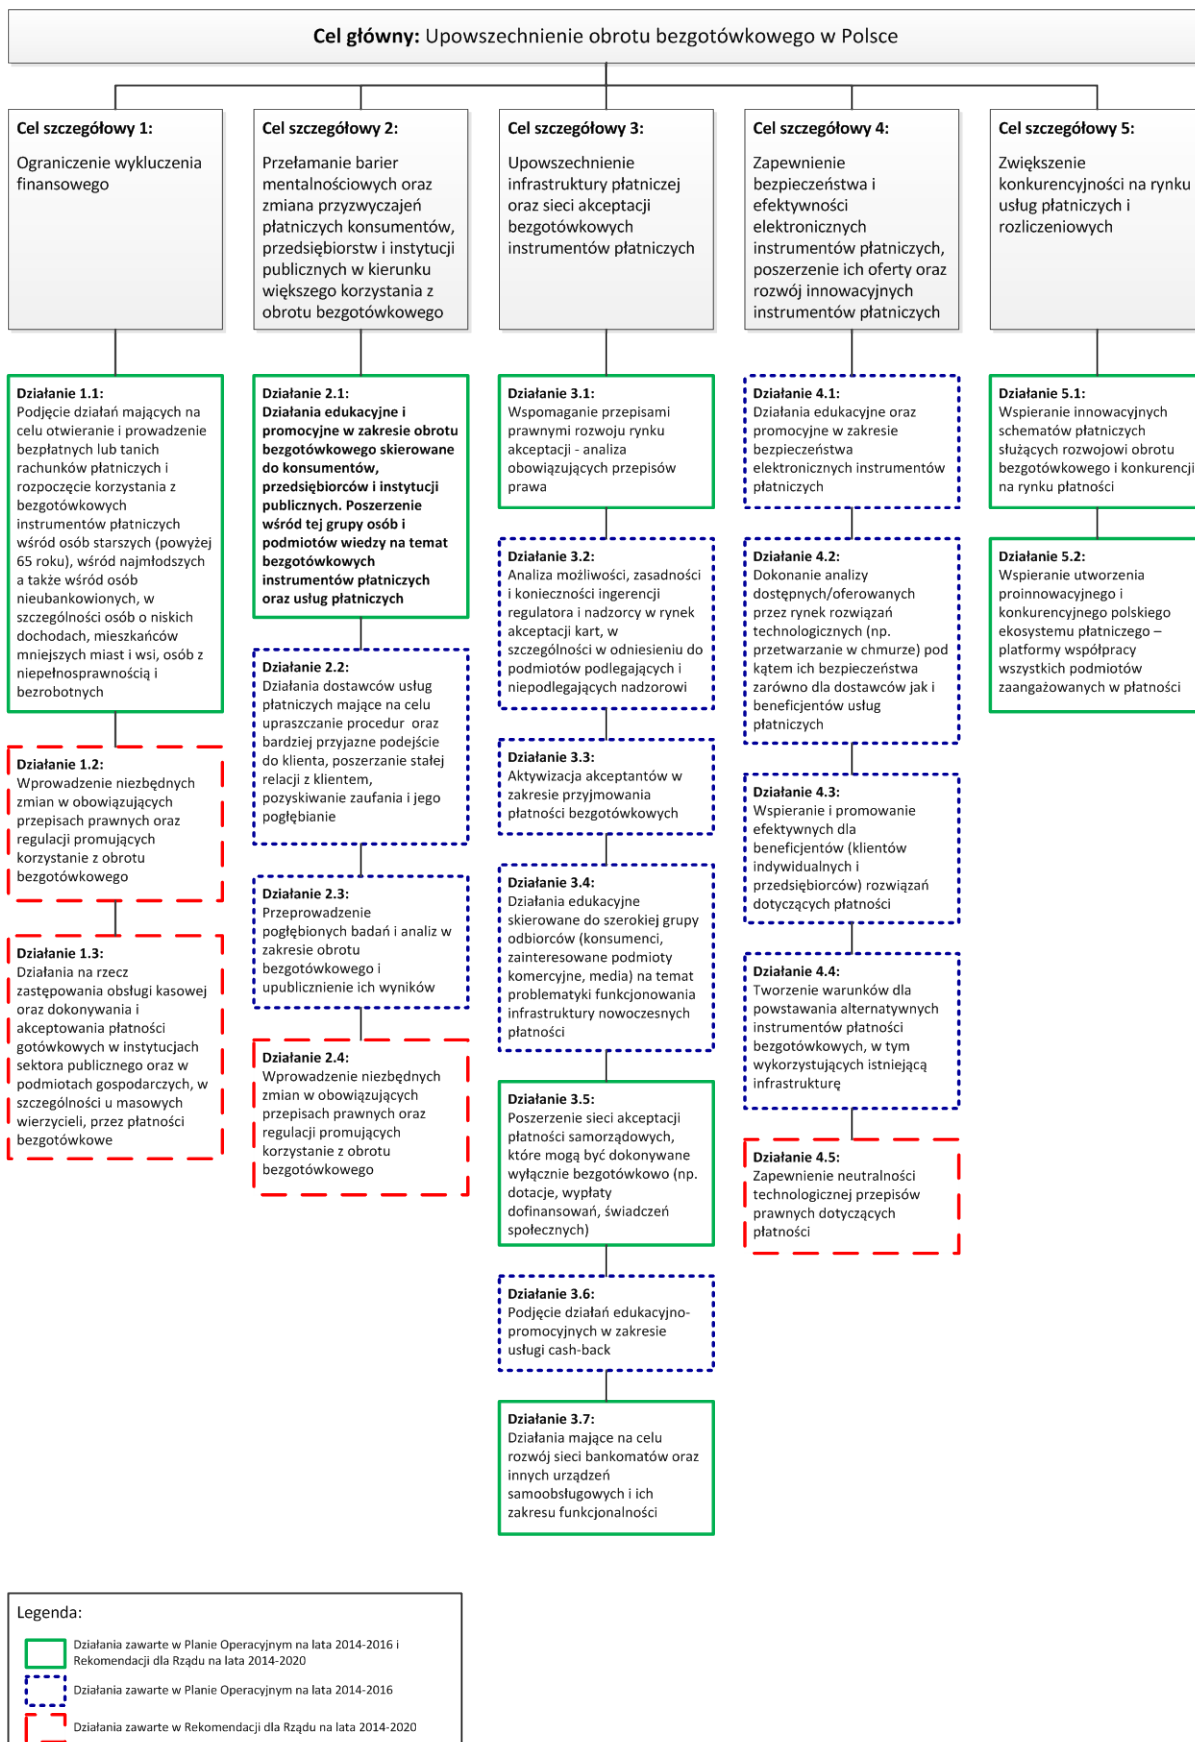 Cel główny: Upowszechnienie obrotu bezgotówkowego w Polsce
Cel szczegółowy 1:
Ograniczenie wykluczenia
finansowego
Cel szczegółowy 2:
Przełamanie barier
mentalnościowych oraz
zmiana przyzwyczajeń
płatniczych konsumentów,
przedsiębiorstw i instytucji
publicznych w kierunku
większego korzystania z
obrotu bezgotówkowego
Cel szczegółowy 3:
Upowszechnienie
infrastruktury płatniczej
oraz sieci akceptacji
bezgotówkowych
instrumentów płatniczych
Cel szczegółowy 4:
Zapewnienie
bezpieczeństwa i
efektywności
elektronicznych
instrumentów płatniczych,
poszerzenie ich oferty oraz
rozwój innowacyjnych
instrumentów płatniczych
Cel szczegółowy 5:
Zwiększenie
konkurencyjności na rynku
usług płatniczych i
rozliczeniowych
Działanie 1.1:
Podjęcie działań mających na
celu otwieranie i prowadzenie
bezpłatnych lub tanich
rachunków płatniczych i
rozpoczęcie korzystania z
bezgotówkowych
instrumentów płatniczych
wśród osób starszych (powyżej
65 roku), wśród najmłodszych
a także wśród osób
nieubankowionych, w
szczególności osób o niskich
dochodach, mieszkańców
mniejszych miast i wsi, osób z
niepełnosprawnością i
bezrobotnych
Działanie 1.2:
Wprowadzenie niezbędnych
zmian w obowiązujących
przepisach prawnych oraz
regulacji promujących
korzystanie z obrotu
bezgotówkowego
Działanie 1.3:
Działania na rzecz
zastępowania obsługi kasowej
oraz dokonywania i
akceptowania płatności
gotówkowych w instytucjach
sektora publicznego oraz w
podmiotach gospodarczych, w
szczególności u masowych
wierzycieli, przez płatności
bezgotówkowe
Działanie 2.1:
Działania edukacyjne i
promocyjne w zakresie obrotu
bezgotówkowego skierowane
do konsumentów,
przedsiębiorców i instytucji
publicznych. Poszerzenie
wśród tej grupy osób i
podmiotów wiedzy na temat
bezgotówkowych
instrumentów płatniczych
oraz usług płatniczych
Działanie 2.2:
Działania dostawców usług
płatniczych mające na celu
upraszczanie procedur oraz
bardziej przyjazne podejście
do klienta, poszerzanie stałej
relacji z klientem,
pozyskiwanie zaufania i jego
pogłębianie
Działanie 2.3:
Przeprowadzenie
pogłębionych badań i analiz w
zakresie obrotu
bezgotówkowego i
upublicznienie ich wyników
Działanie 2.4:
Wprowadzenie niezbędnych
zmian w obowiązujących
przepisach prawnych oraz
regulacji promujących
korzystanie z obrotu
bezgotówkowego
Działanie 3.1:
Wspomaganie przepisami
prawnymi rozwoju rynku
akceptacji - analiza
obowiązujących przepisów
prawa
Działanie 3.2:
Analiza możliwości, zasadności
i konieczności ingerencji
regulatora i nadzorcy w rynek
akceptacji kart, w
szczególności w odniesieniu do
podmiotów podlegających i
niepodlegających nadzorowi
Działanie 3.3:
Aktywizacja akceptantów w
zakresie przyjmowania
płatności bezgotówkowych
Działanie 3.4:
Działania edukacyjne
skierowane do szerokiej grupy
odbiorców (konsumenci,
zainteresowane podmioty
komercyjne, media) na temat
problematyki funkcjonowania
infrastruktury nowoczesnych
płatności
Działanie 3.5:
Poszerzenie sieci akceptacji
płatności samorządowych,
które mogą być dokonywane
wyłącznie bezgotówkowo (np.
dotacje, wypłaty
dofinansowań, świadczeń
społecznych)
Działanie 3.6:
Podjęcie działań edukacyjno-
promocyjnych w zakresie
usługi cash-back
Działanie 3.7:
Działania mające na celu
rozwój sieci bankomatów oraz
innych urządzeń
samoobsługowych i ich
zakresu funkcjonalności
Działanie 4.1:
Działania edukacyjne oraz
promocyjne w zakresie
bezpieczeństwa
elektronicznych instrumentów
płatniczych
Działanie 4.2:
Dokonanie analizy
dostępnych/oferowanych
przez rynek rozwiązań
technologicznych (np.
przetwarzanie w chmurze) pod
kątem ich bezpieczeństwa
zarówno dla dostawców jak i
beneficjentów usług
płatniczych
Działanie 4.3:
Wspieranie i promowanie
efektywnych dla
beneficjentów (klientów
indywidualnych i
przedsiębiorców) rozwiązań
dotyczących płatności
Działanie 4.4:
Tworzenie warunków dla
powstawania alternatywnych
instrumentów płatności
bezgotówkowych, w tym
wykorzystujących istniejącą
infrastrukturę
Działanie 4.5:
Zapewnienie neutralności
technologicznej przepisów
prawnych dotyczących
płatności
Działanie 5.1:
Wspieranie innowacyjnych
schematów płatniczych
służących rozwojowi obrotu
bezgotówkowego i konkurencji
na rynku płatności
Działanie 5.2:
Wspieranie utworzenia
proinnowacyjnego i
konkurencyjnego polskiego
ekosystemu płatniczego –
platformy współpracy
wszystkich podmiotów
zaangażowanych w płatności
Legenda:
Działania zawarte w Planie Operacyjnym na lata 2014-2016 i
Rekomendacji dla Rządu na lata 2014-2020
Działania zawarte w Planie Operacyjnym na lata 2014-2016
Działania zawarte w Rekomendacji dla Rządu na lata 2014-2020